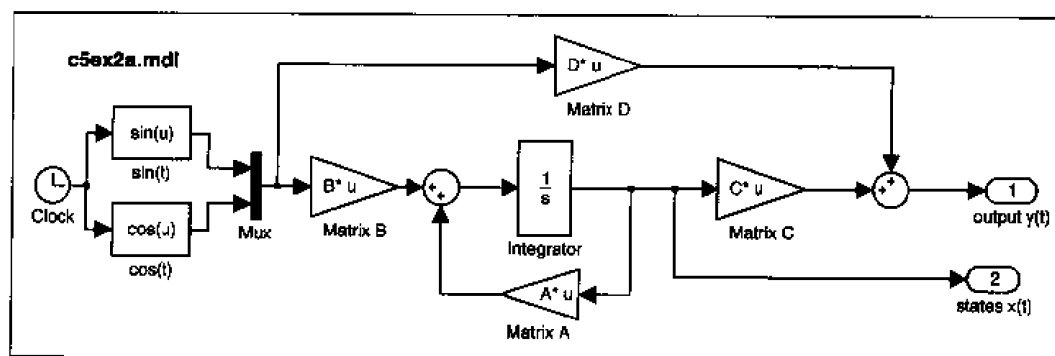 c5ex2a.mdl
D* u
Matrix D
sin(u)
sin(t)
Clock
cos(u)
cos(t)
Mux
B* u
Matrix B
+
+
1
s
Integrator
A* u
Matrix A
C* u
Matrix C
+
+
1
output y(t)
2
states x(t)